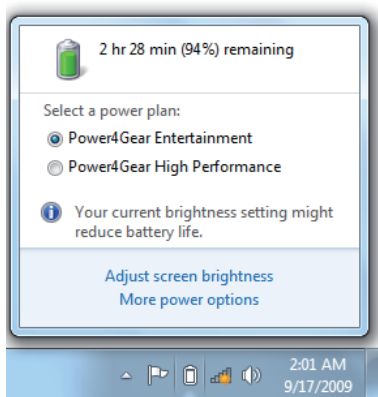 2 hr 28 min (94%) remaining
Select a power plan:
Power4Gear Entertainment
Power4Gear High Performance
Your current brightness setting might
reduce battery life.
Adjust screen brightness
More power options
2:01 AM
9/17/2009